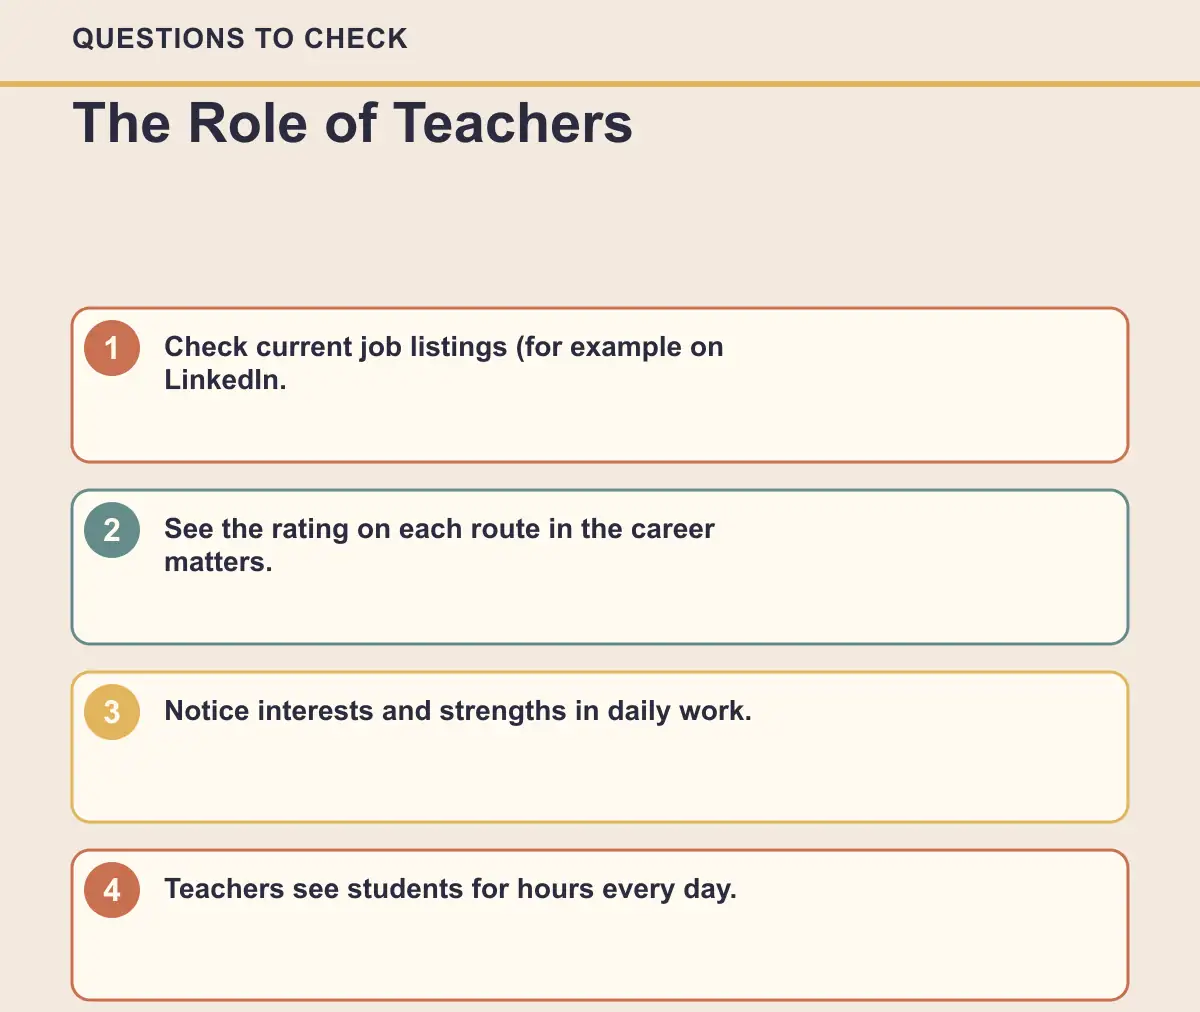 QUESTIONS TO CHECK
The Role of Teachers
1
Check current job listings (for example on
LinkedIn.
2
See the rating on each route in the career
matters.
3
Notice interests and strengths in daily work.
4
Teachers see students for hours every day.